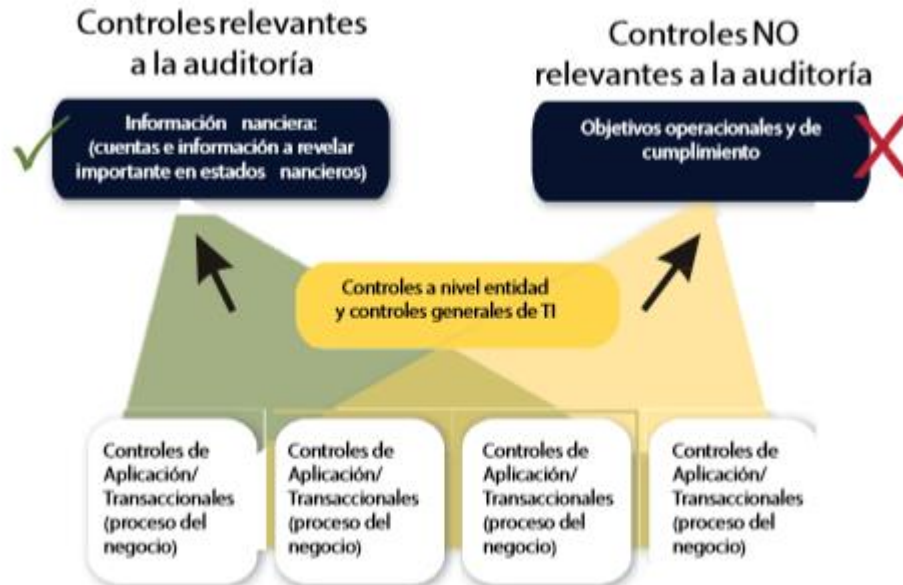 Controles relevantes
a la auditoría
Controles NO
relevantes a la auditoría
Información nanciera:
(cuentas e información a revelar
importante en estados nancieros)
Objetivos operacionales y de
cumplimiento
Controles a nivel entidad
y controles generales de TI
Controles de
Aplicación/
Transaccionales
(proceso del
negocio)
Controles de
Aplicación/
Transaccionales
(proceso del
negocio)
Controles de
Aplicación/
Transaccionales
(proceso del
negocio)
Controles de
Aplicación/
Transaccionales
(proceso del
negocio)